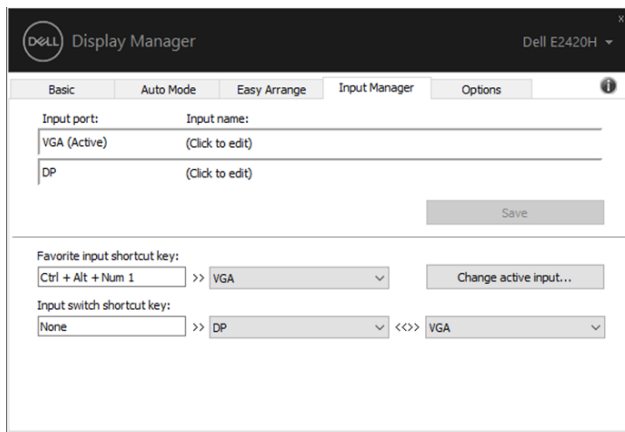 DELL Display Manager Dell E2420H
x
Basic Auto Mode Easy Arrange Input Manager Options i
Input port: Input name:
VGA (Active) (Click to edit)
DP (Click to edit)
Save
Favorite input shortcut key:
Ctrl + Alt + Num 1 >> VGA Change active input...
Input switch shortcut key:
None >> DP <<>> VGA